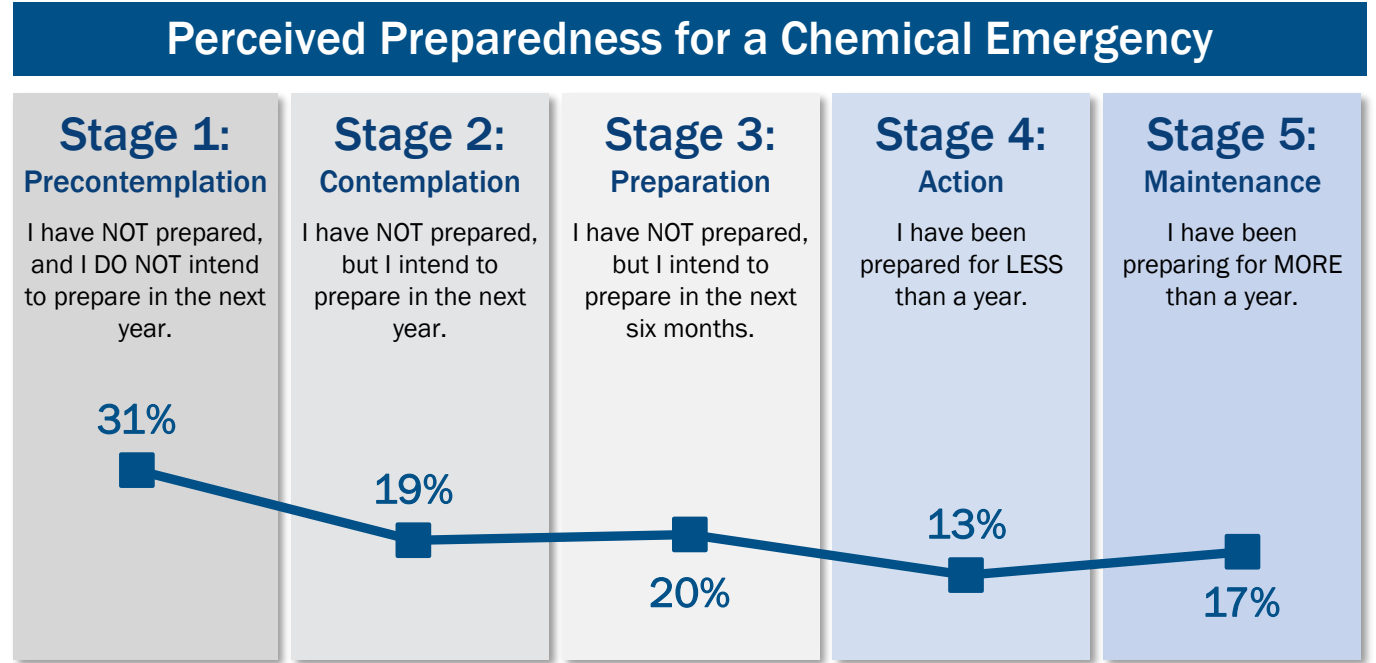 Perceived Preparedness for a Chemical Emergency
Stage 1:
Precontemplation
I have NOT prepared,
and I DO NOT intend
to prepare in the next
year.
31%
Stage 2:
Contemplation
I have NOT prepared,
but I intend to
prepare in the next
year.
19%
Stage 3:
Preparation
I have NOT prepared,
but I intend to
prepare in the next
six months.
20%
Stage 4:
Action
I have been
prepared for LESS
than a year.
13%
Stage 5:
Maintenance
I have been
preparing for MORE
than a year.
17%